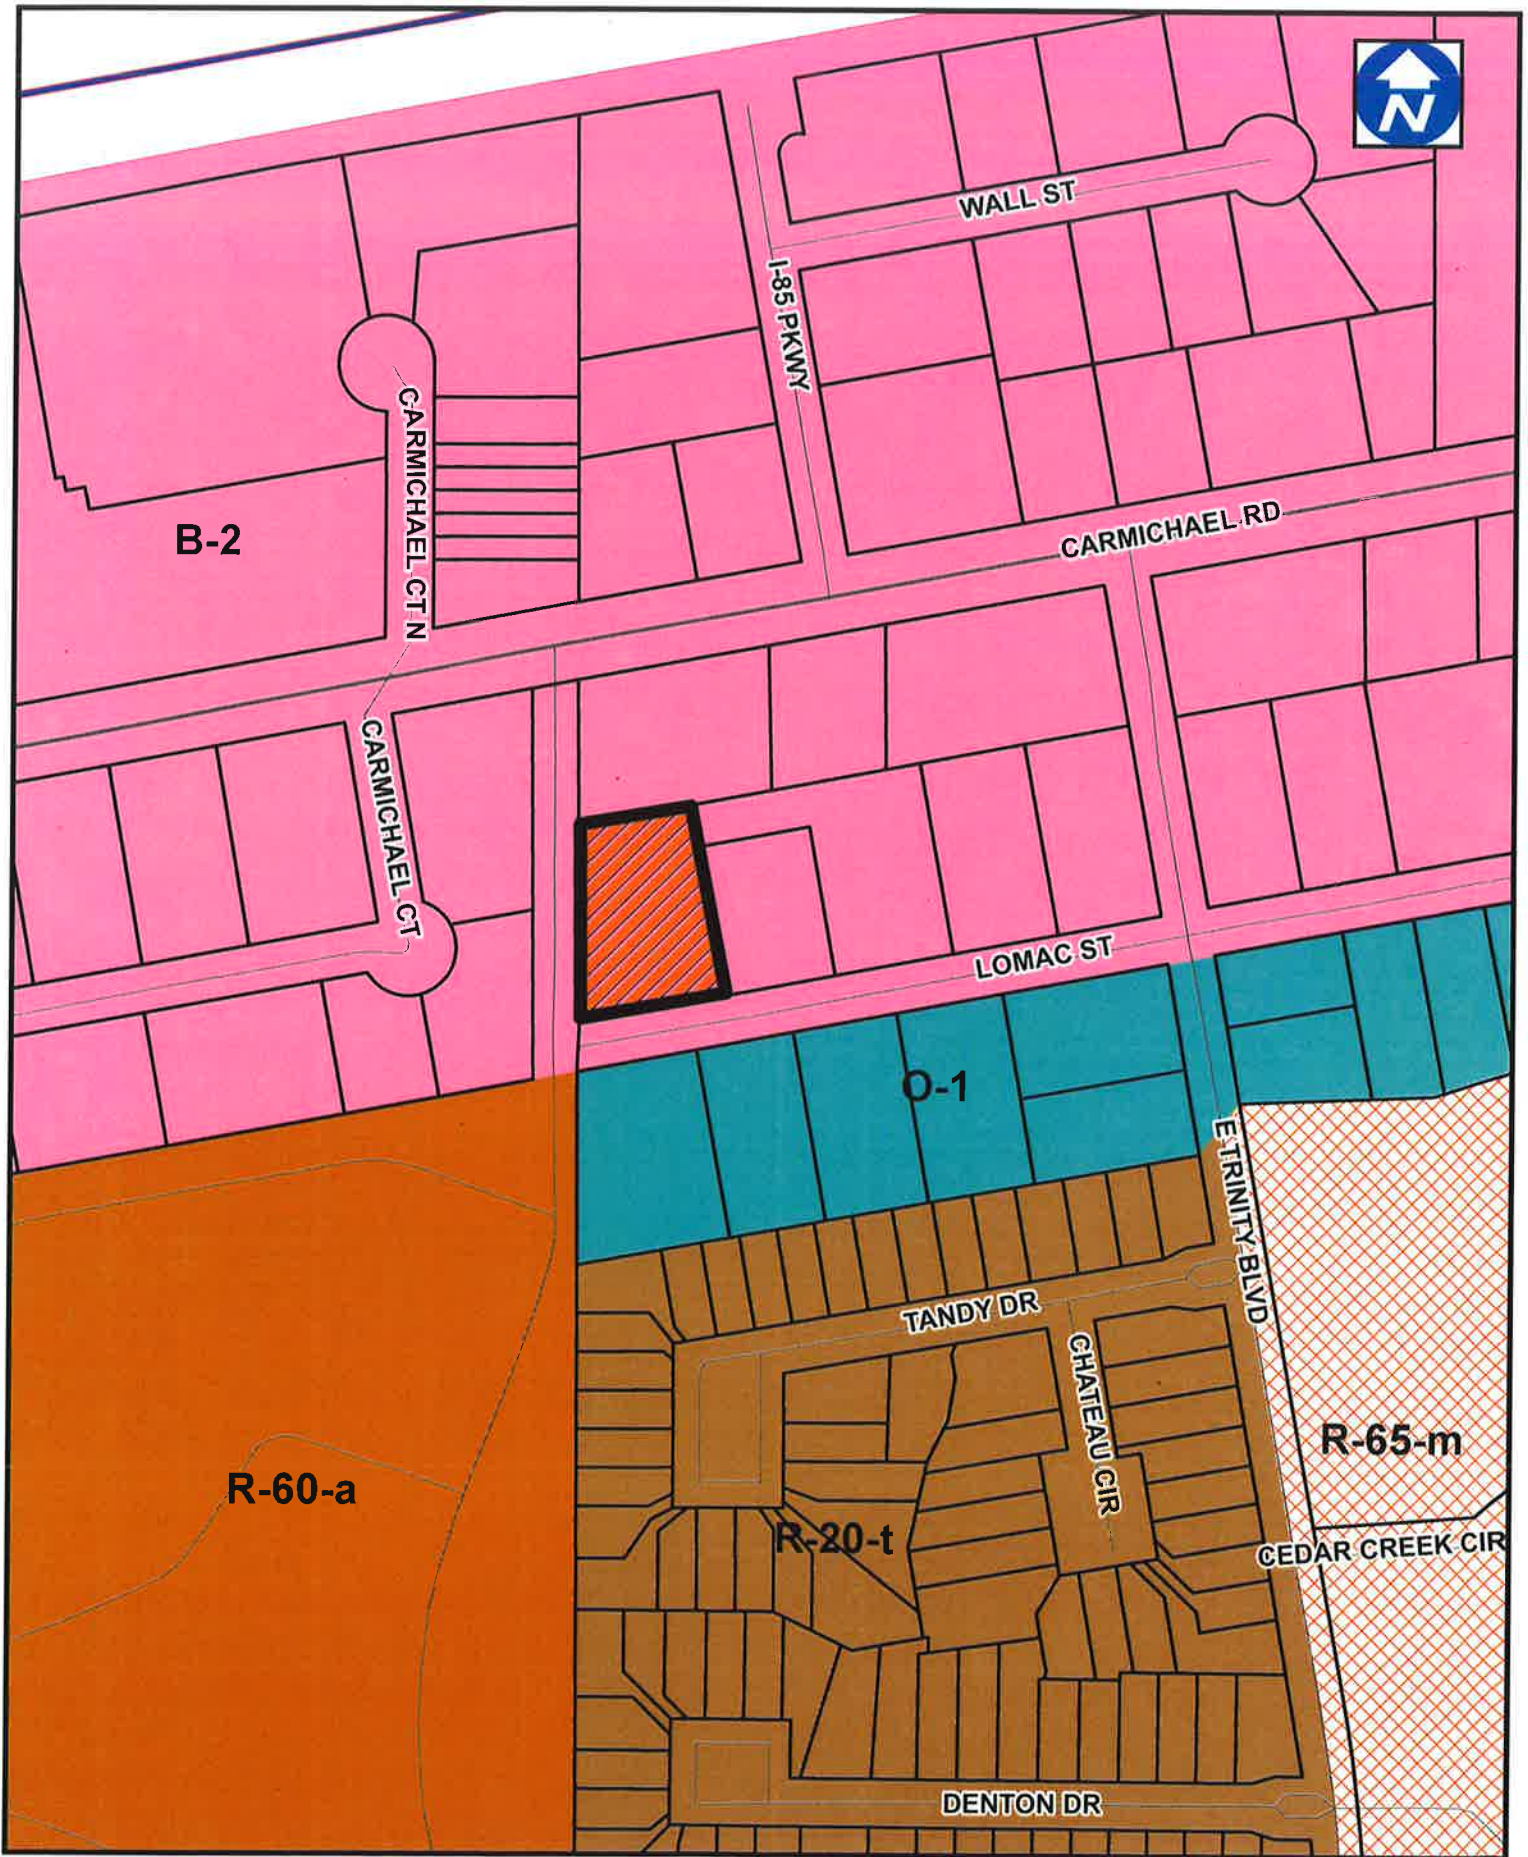 N
WALL ST
I-85 PKWY
CARMICHAEL CT N
B-2
CARMICHAEL RD
CARMICHAEL CT
LOMAC ST
O-1
E TRINITY BLVD
TANDY DR
CHATEAU CIR
R-65-m
R-60-a
R-20-t
CEDAR CREEK CIR
DENTON DR